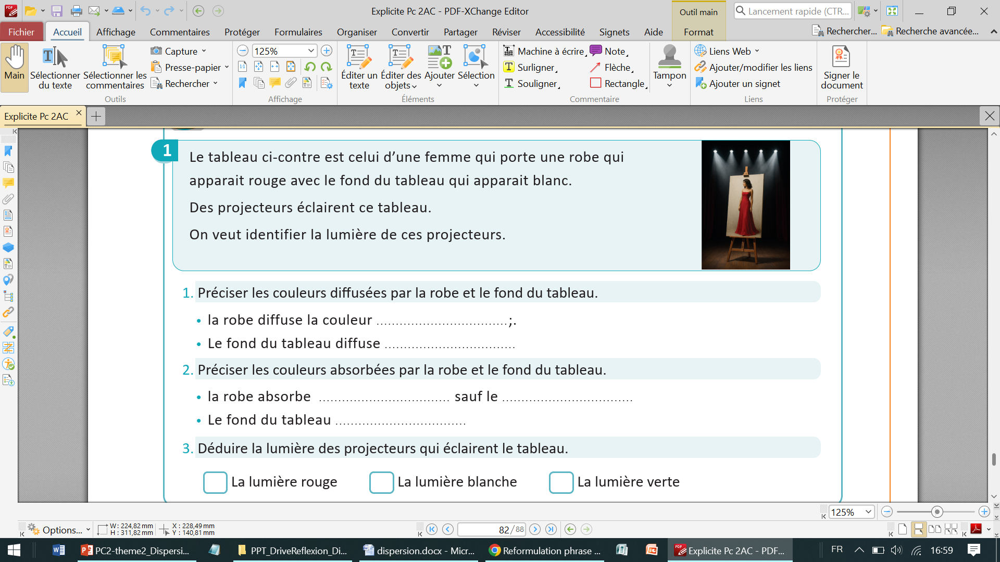 Explicite Pc 2AC - PDF-XChange Editor
Outil main
Lancement rapide (CTR...
Fichier
Accueil
Affichage
Commentaires
Protéger
Formulaires
Organiser
Convertir
Partager
Réviser
Accessibilité
Signets
Aide
Format
Rechercher...
Recherche avancée...
Main
Sélectionner
du texte
Sélectionner les
commentaires
Capture
Presse-papier
Rechercher
Outils
125%
Affichage
Éditer un
texte
Éditer des
objets
Ajouter
Sélection
Éléments
Machine à écrire
Surligner
Souligner
Note
Flèche
Rectangle
Tampon
Commentaire
Liens Web
Ajouter/modifier les liens
Ajouter un signet
Liens
Signer le
document
Protéger
Explicite Pc 2AC
1
Le tableau ci-contre est celui d’une femme qui porte une robe qui
apparait rouge avec le fond du tableau qui apparait blanc.
Des projecteurs éclairent ce tableau.
On veut identifier la lumière de ces projecteurs.
1. Préciser les couleurs diffusées par la robe et le fond du tableau.
• la robe diffuse la couleur ..................................;.
• Le fond du tableau diffuse ..................................
2. Préciser les couleurs absorbées par la robe et le fond du tableau.
• la robe absorbe .................................. sauf le ..................................
• Le fond du tableau ..................................
3. Déduire la lumière des projecteurs qui éclairent le tableau.
La lumière rouge La lumière blanche La lumière verte
125%
Options...
W : 224,82 mm
H : 311,82 mm
X : 228,49 mm
Y : 140,81 mm
82 / 88
PC2-theme2_Dispersi...
PPT_DriveReflexion_Di...
dispersion.docx - Micr...
Reformulation phrase ...
Explicite Pc 2AC - PDF...
FR
16:59